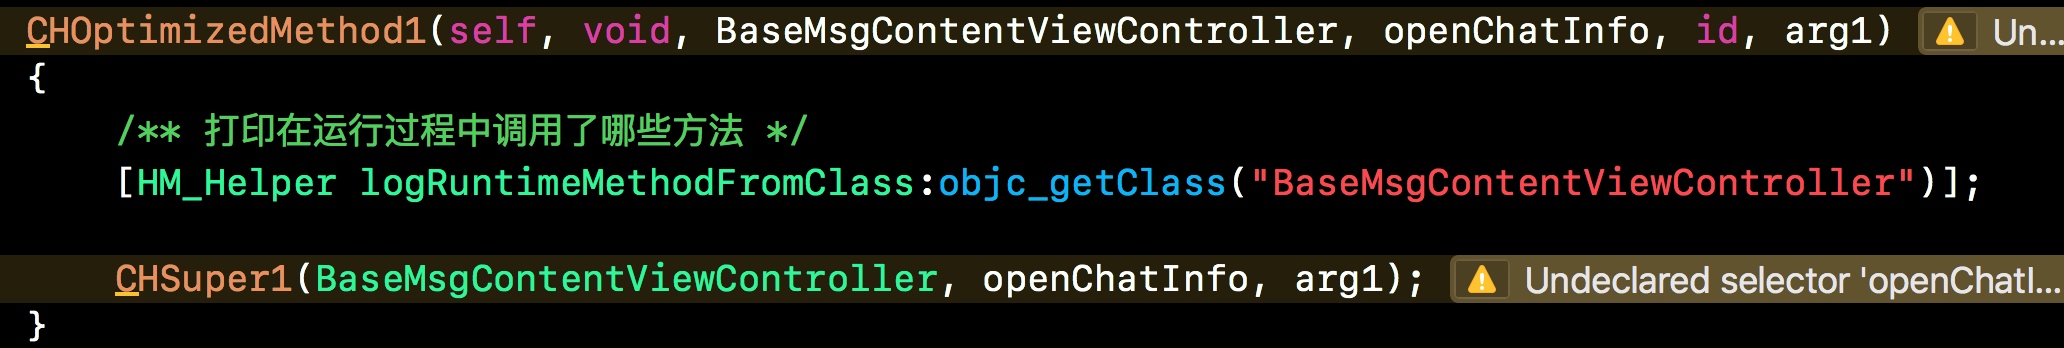 CHOptimizedMethod1(self, void, BaseMsgContentViewController, openChatInfo, id, arg1) Un...
{
/** 打印在运行过程中调用了哪些方法 */
[HM_Helper logRuntimeMethodFromClass:objc_getClass("BaseMsgContentViewController")];
CHSuper1(BaseMsgContentViewController, openChatInfo, arg1); Undeclared selector 'openChatI...
}